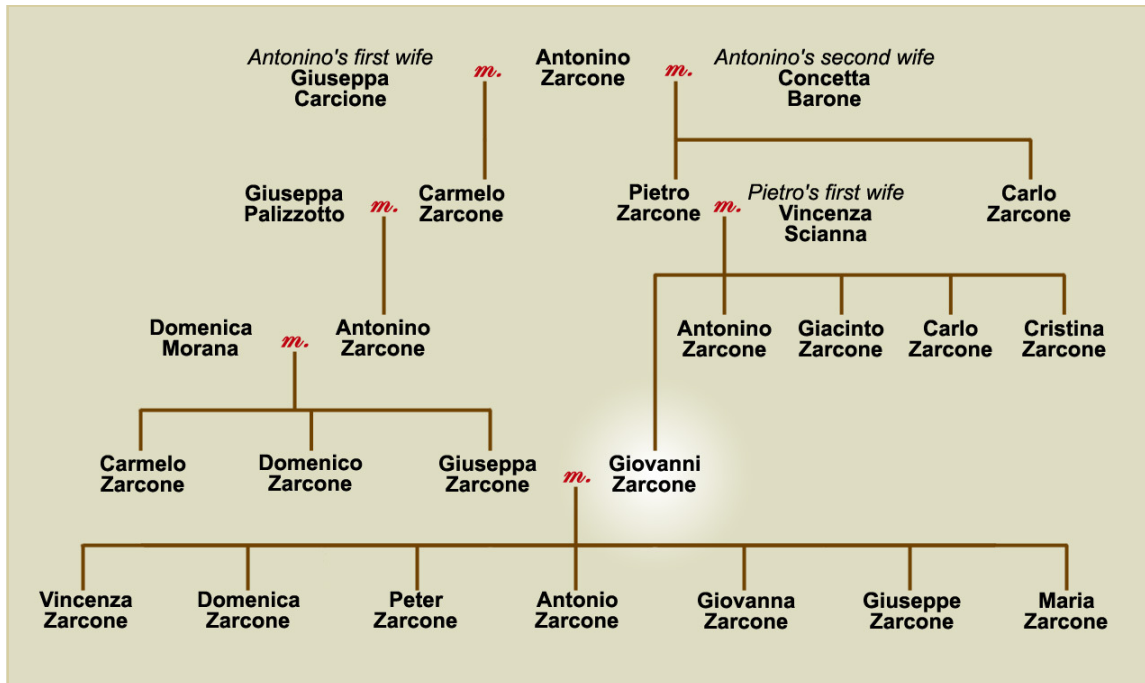 Antonino's first wife
Giuseppa
Carcione
m.
Antonino
Zarcone
m.
Antonino's second wife
Concetta
Barone
Giuseppa
Palizzotto
m.
Carmelo
Zarcone
Pietro
Zarcone
m.
Pietro's first wife
Vincenza
Scianna
Carlo
Zarcone
Domenica
Morana
m.
Antonino
Zarcone
Antonino
Zarcone
Giacinto
Zarcone
Carlo
Zarcone
Cristina
Zarcone
Carmelo
Zarcone
Domenico
Zarcone
Giuseppa
Zarcone
m.
Giovanni
Zarcone
Vincenza
Zarcone
Domenica
Zarcone
Peter
Zarcone
Antonio
Zarcone
Giovanna
Zarcone
Giuseppe
Zarcone
Maria
Zarcone